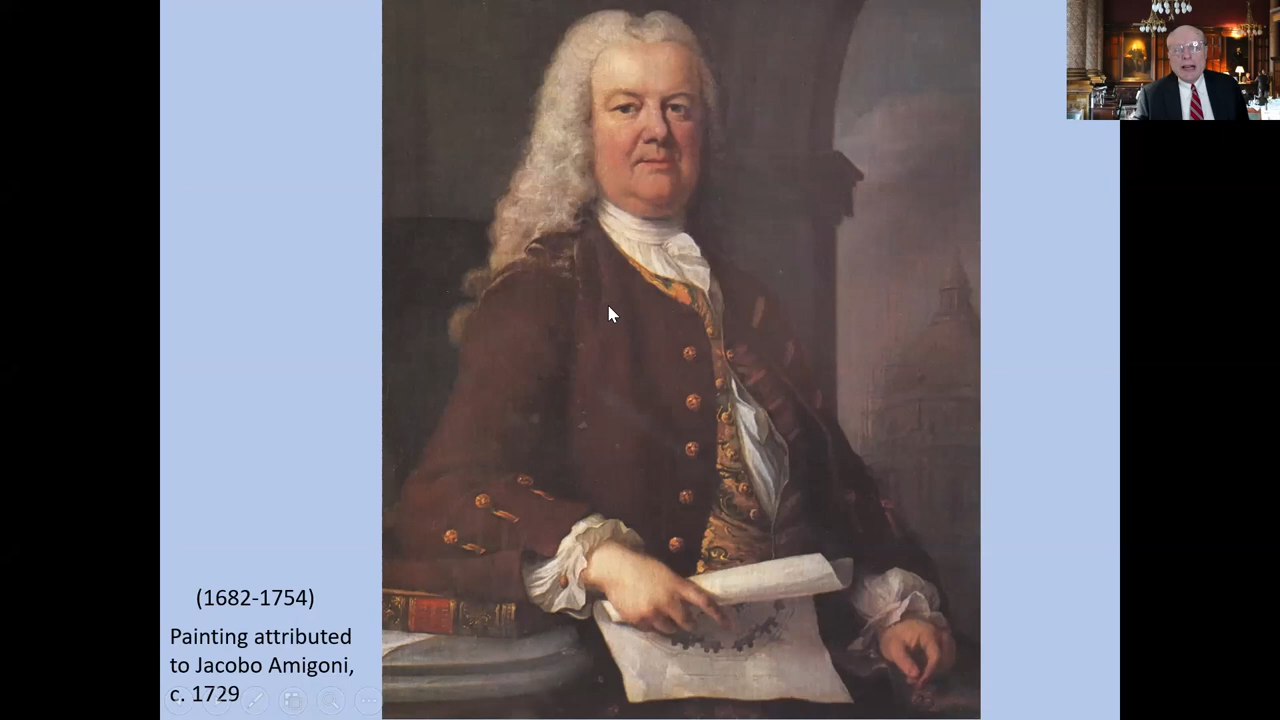 (1682-1754)
Painting attributed
to Jacobo Amigoni,
c. 1729